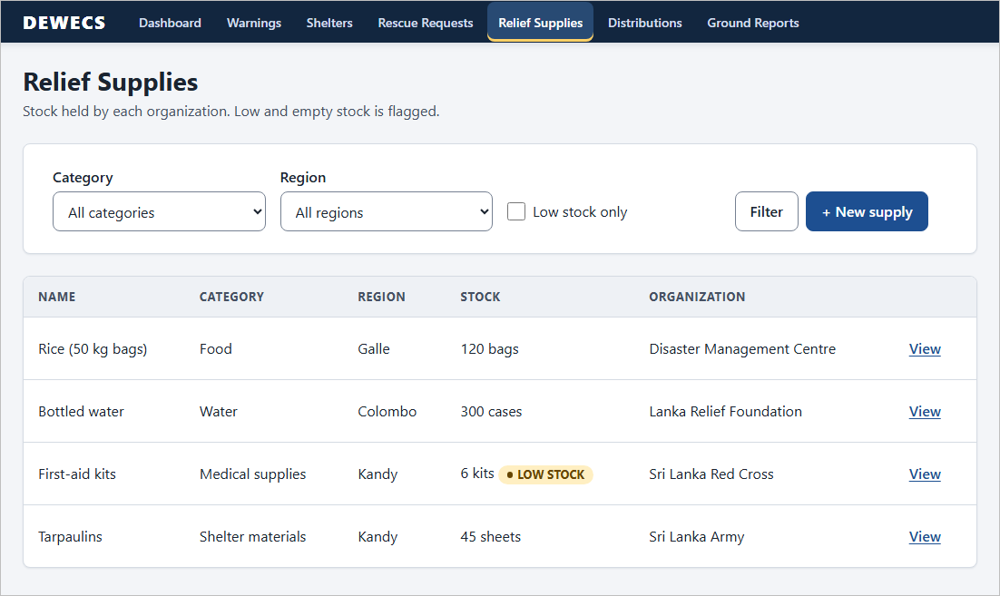 DEWECS Dashboard Warnings Shelters Rescue Requests Relief Supplies Distributions Ground Reports
Relief Supplies
Stock held by each organization. Low and empty stock is flagged.
Category Region
All categories All regions Low stock only Filter + New supply
NAME CATEGORY REGION STOCK ORGANIZATION
Rice (50 kg bags) Food Galle 120 bags Disaster Management Centre View
Bottled water Water Colombo 300 cases Lanka Relief Foundation View
First-aid kits Medical supplies Kandy 6 kits • LOW STOCK Sri Lanka Red Cross View
Tarpaulins Shelter materials Kandy 45 sheets Sri Lanka Army View